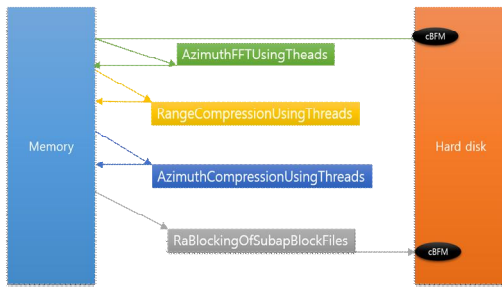 cBFM
AzimuthFFTUsingTheads
RangeCompressionUsingThreads
Memory
Hard disk
AzimuthCompressionUsingThreads
RaBlockingOfSubapBlockFiles
cBFM